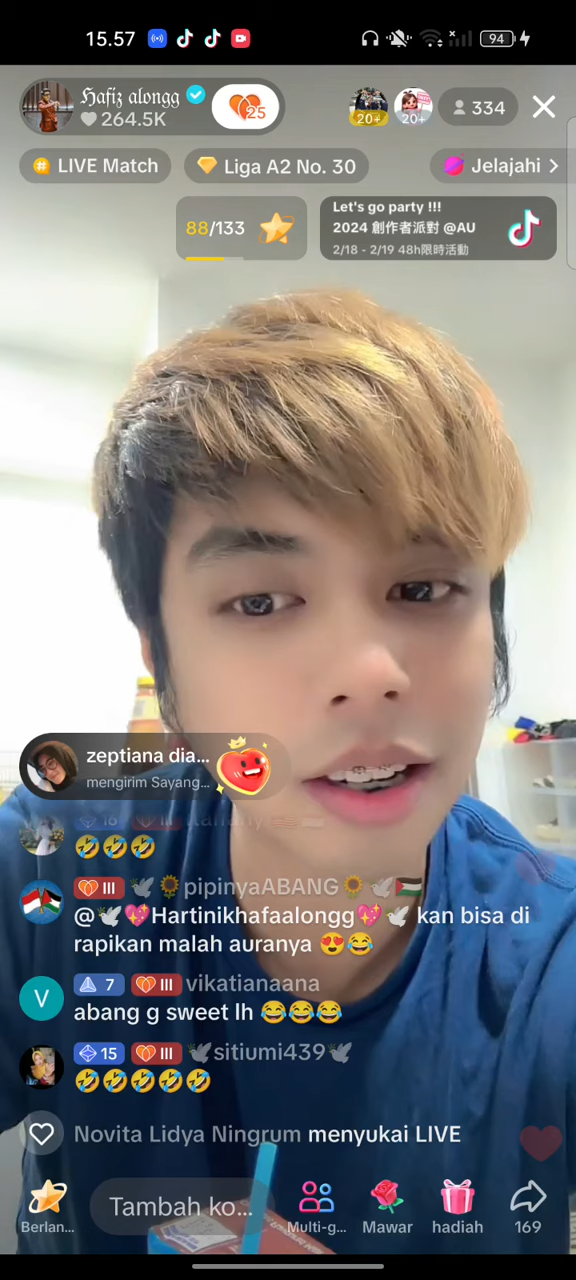 15.57
94
Hafiz alongg
264.5K
25
20+
20+
334
LIVE Match
Liga A2 No. 30
Jelajahi
88/133
Let's go party !!!
2024 創作者派對 @AU
2/18 - 2/19 48h限時活動
zeptiana dia...
mengirim Sayang...
🤣🤣🤣
III 🕊️🌻pipinyaABANG🌻🕊️🇵🇸
@🕊️💖Hartinikhafaalongg💖🕊️ kan bisa di
rapikan malah auranya 😍😂
V
7 III vikatianaana
abang g sweet lh 😂😂😂
15 III 🕊️sitiumi439🕊️
🤣🤣🤣🤣🤣
Novita Lidya Ningrum menyukai LIVE
Tambah ko...
Berlan...
Multi-g...
Mawar
hadiah
169